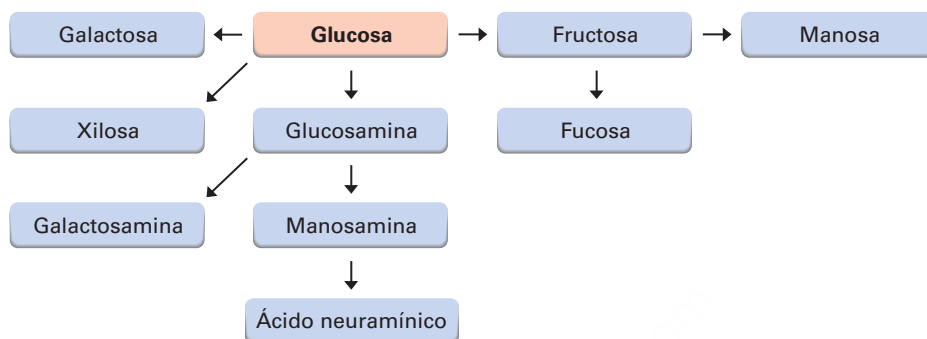 Galactosa
Glucosa
Fructosa
Manosa
Xilosa
Glucosamina
Fucosa
Galactosamina
Manosamina
Ácido neuramínico